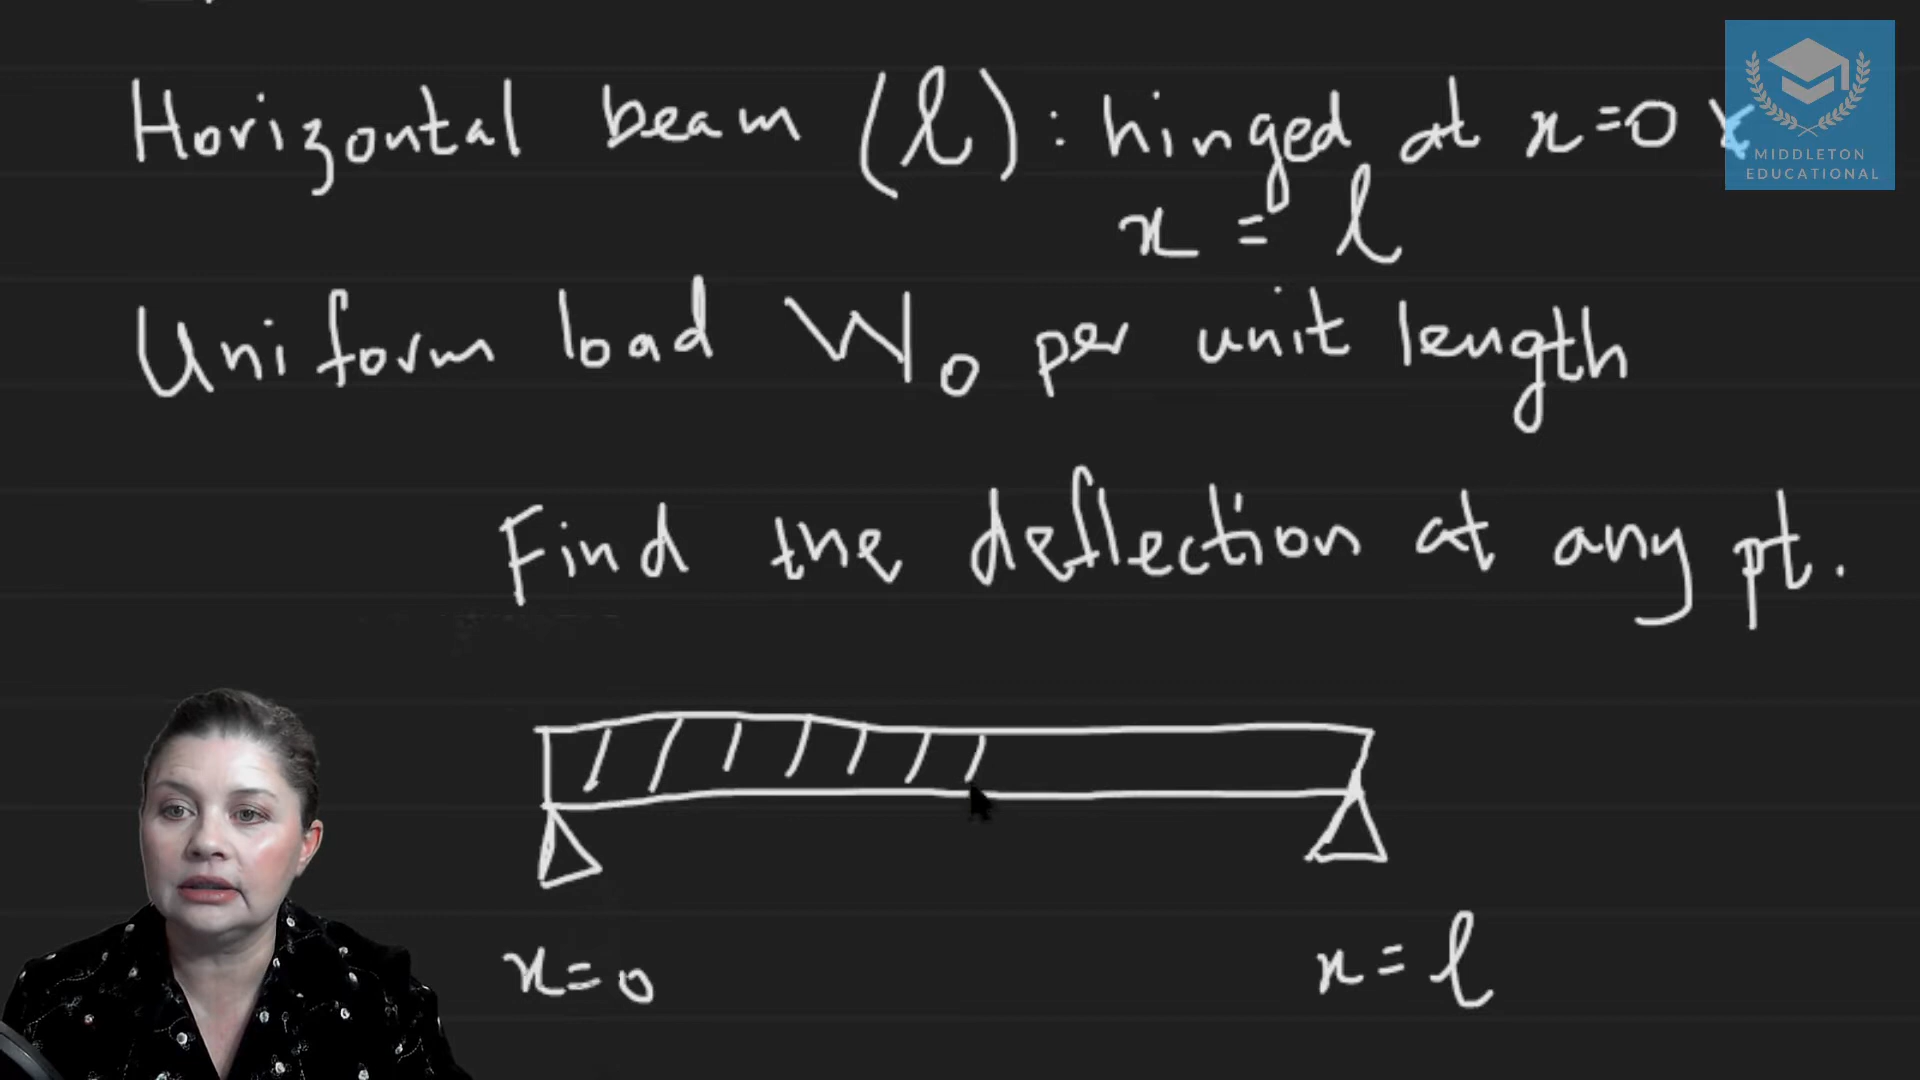 Horizontal beam (l) : hinged at x=0 &
x = l
MIDDLETON
EDUCATIONAL
Uniform load W0 per unit length
Find the deflection at any pt.
x=0
x=l